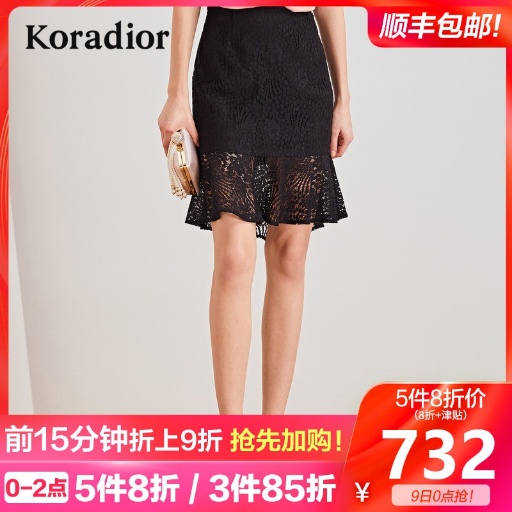 Koradior
顺丰包邮!
前15分钟折上9折 抢先加购!
0-2点 5件8折 / 3件85折
5件8折价
(8折+津贴)
¥ 732
9日0点抢!